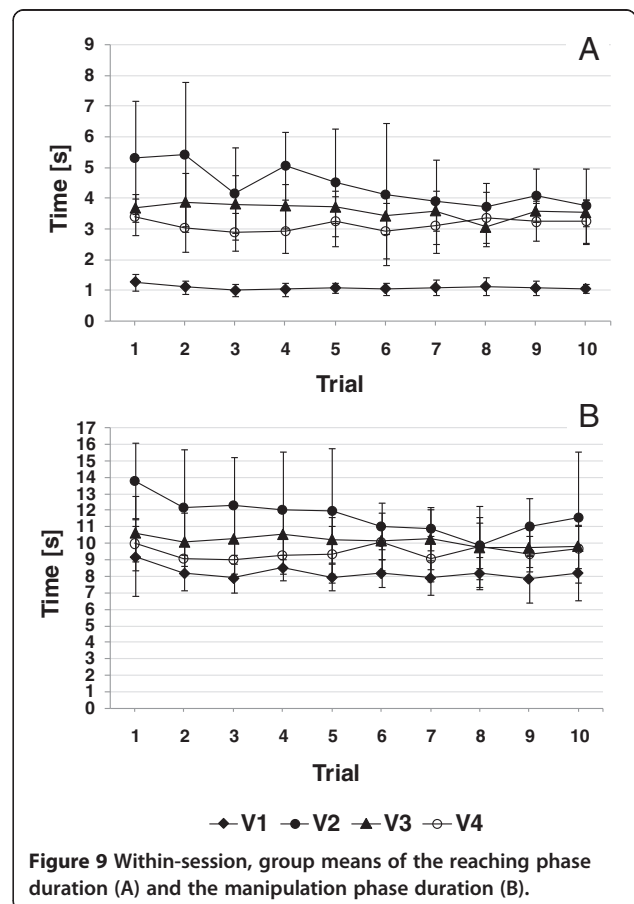 A
Time [s]
9
8
7
6
5
4
3
2
1
0
1 2 3 4 5 6 7 8 9 10
Trial
B
Time [s]
17
16
15
14
13
12
11
10
9
8
7
6
5
4
3
2
1
0
1 2 3 4 5 6 7 8 9 10
Trial
V1 V2 V3 V4
Figure 9 Within-session, group means of the reaching phase
duration (A) and the manipulation phase duration (B).